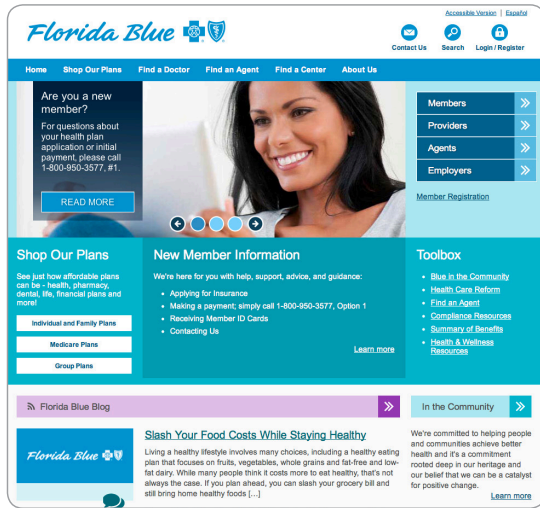 Accessible Version | Español
Florida Blue
Contact Us Search Login / Register
Home Shop Our Plans Find a Doctor Find an Agent Find a Center About Us
Are you a new
member?
For questions about
your health plan
application or initial
payment, please call
1-800-950-3577, #1.
READ MORE
Members
Providers
Agents
Employers
Member Registration
Shop Our Plans
See just how affordable plans
can be - health, pharmacy,
dental, life, financial plans and
more!
Individual and Family Plans
Medicare Plans
Group Plans
New Member Information
We're here for you with help, support, advice, and guidance:
• Applying for Insurance
• Making a payment; simply call 1-800-950-3577, Option 1
• Receiving Member ID Cards
• Contacting Us
Learn more
Toolbox
• Blue in the Community
• Health Care Reform
• Find an Agent
• Compliance Resources
• Summary of Benefits
• Health & Wellness
Resources
Florida Blue Blog
Florida Blue
Slash Your Food Costs While Staying Healthy
Living a healthy lifestyle involves many choices, including a healthy eating
plan that focuses on fruits, vegetables, whole grains and fat-free and low-
fat dairy. While many people think it costs more to eat healthy, that's not
always the case. If you plan ahead, you can slash your grocery bill and
still bring home healthy foods [...]
In the Community
We're committed to helping people
and communities achieve better
health and it's a commitment
rooted deep in our heritage and
our belief that we can be a catalyst
for positive change.
Learn more